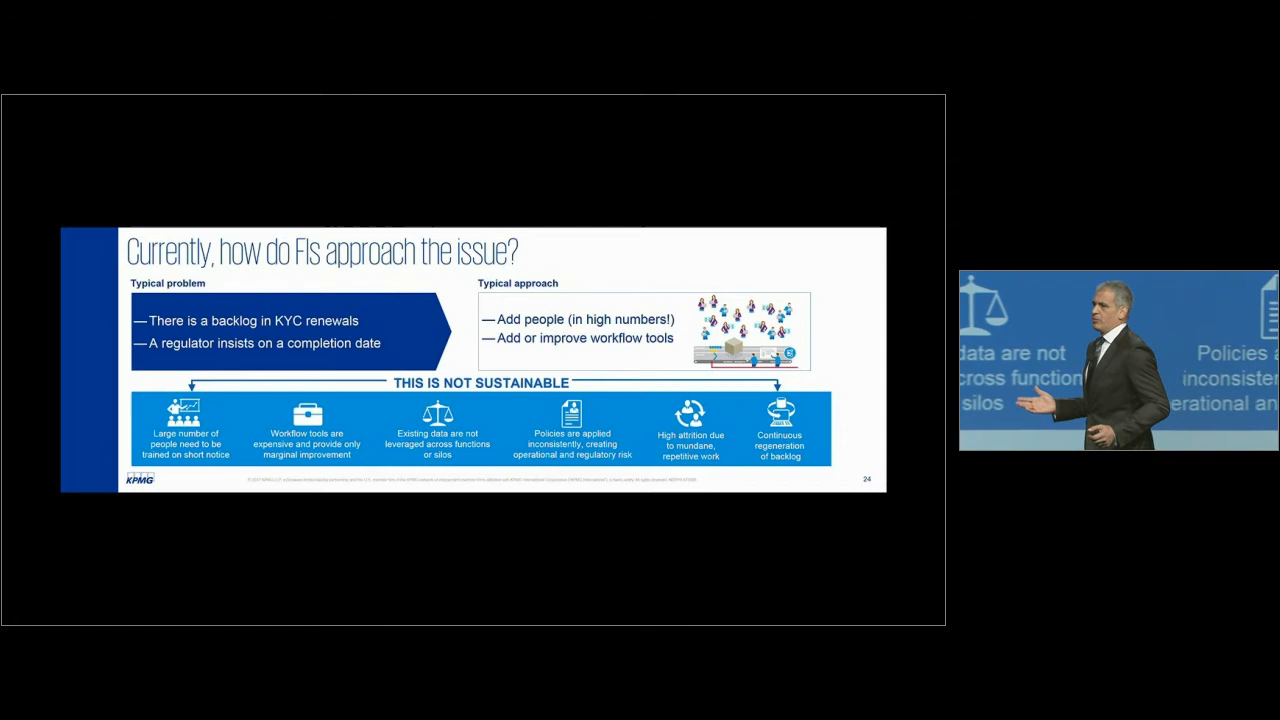 Currently, how do FIs approach the issue?
Typical problem
— There is a backlog in KYC renewals
— A regulator insists on a completion date
Typical approach
— Add people (in high numbers!)
— Add or improve workflow tools
THIS IS NOT SUSTAINABLE
Large number of
people need to be
trained on short notice
Workflow tools are
expensive and provide only
marginal improvement
Existing data are not
leveraged across functions
or silos
Policies are applied
inconsistently, creating
operational and regulatory risk
High attrition due
to mundane,
repetitive work
Continuous
regeneration
of backlog
KPMG
24
data are not
cross function
silos
Policies a
inconsister
erational an